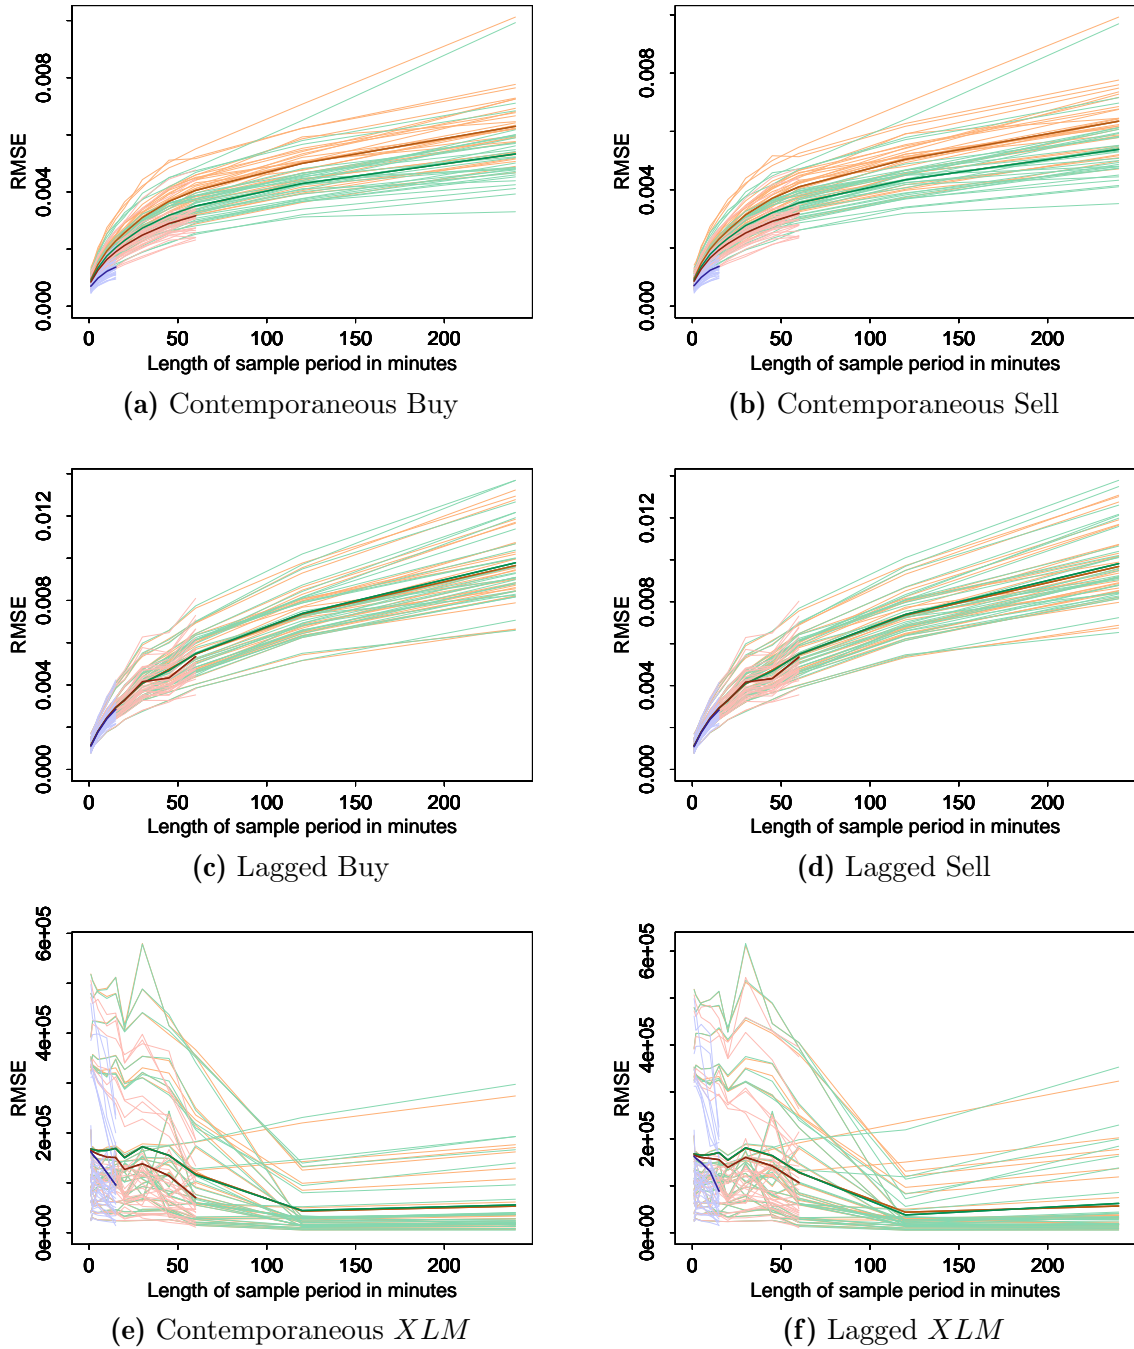 RMSE
0.000 0.004 0.008
0 50 100 150 200
Length of sample period in minutes
(a) Contemporaneous Buy
RMSE
0.000 0.004 0.008
0 50 100 150 200
Length of sample period in minutes
(b) Contemporaneous Sell
RMSE
0.000 0.004 0.008 0.012
0 50 100 150 200
Length of sample period in minutes
(c) Lagged Buy
RMSE
0.000 0.004 0.008 0.012
0 50 100 150 200
Length of sample period in minutes
(d) Lagged Sell
RMSE
0e+00 2e+05 4e+05 6e+05
0 50 100 150 200
Length of sample period in minutes
(e) Contemporaneous XLM
RMSE
0e+00 2e+05 4e+05 6e+05
0 50 100 150 200
Length of sample period in minutes
(f) Lagged XLM